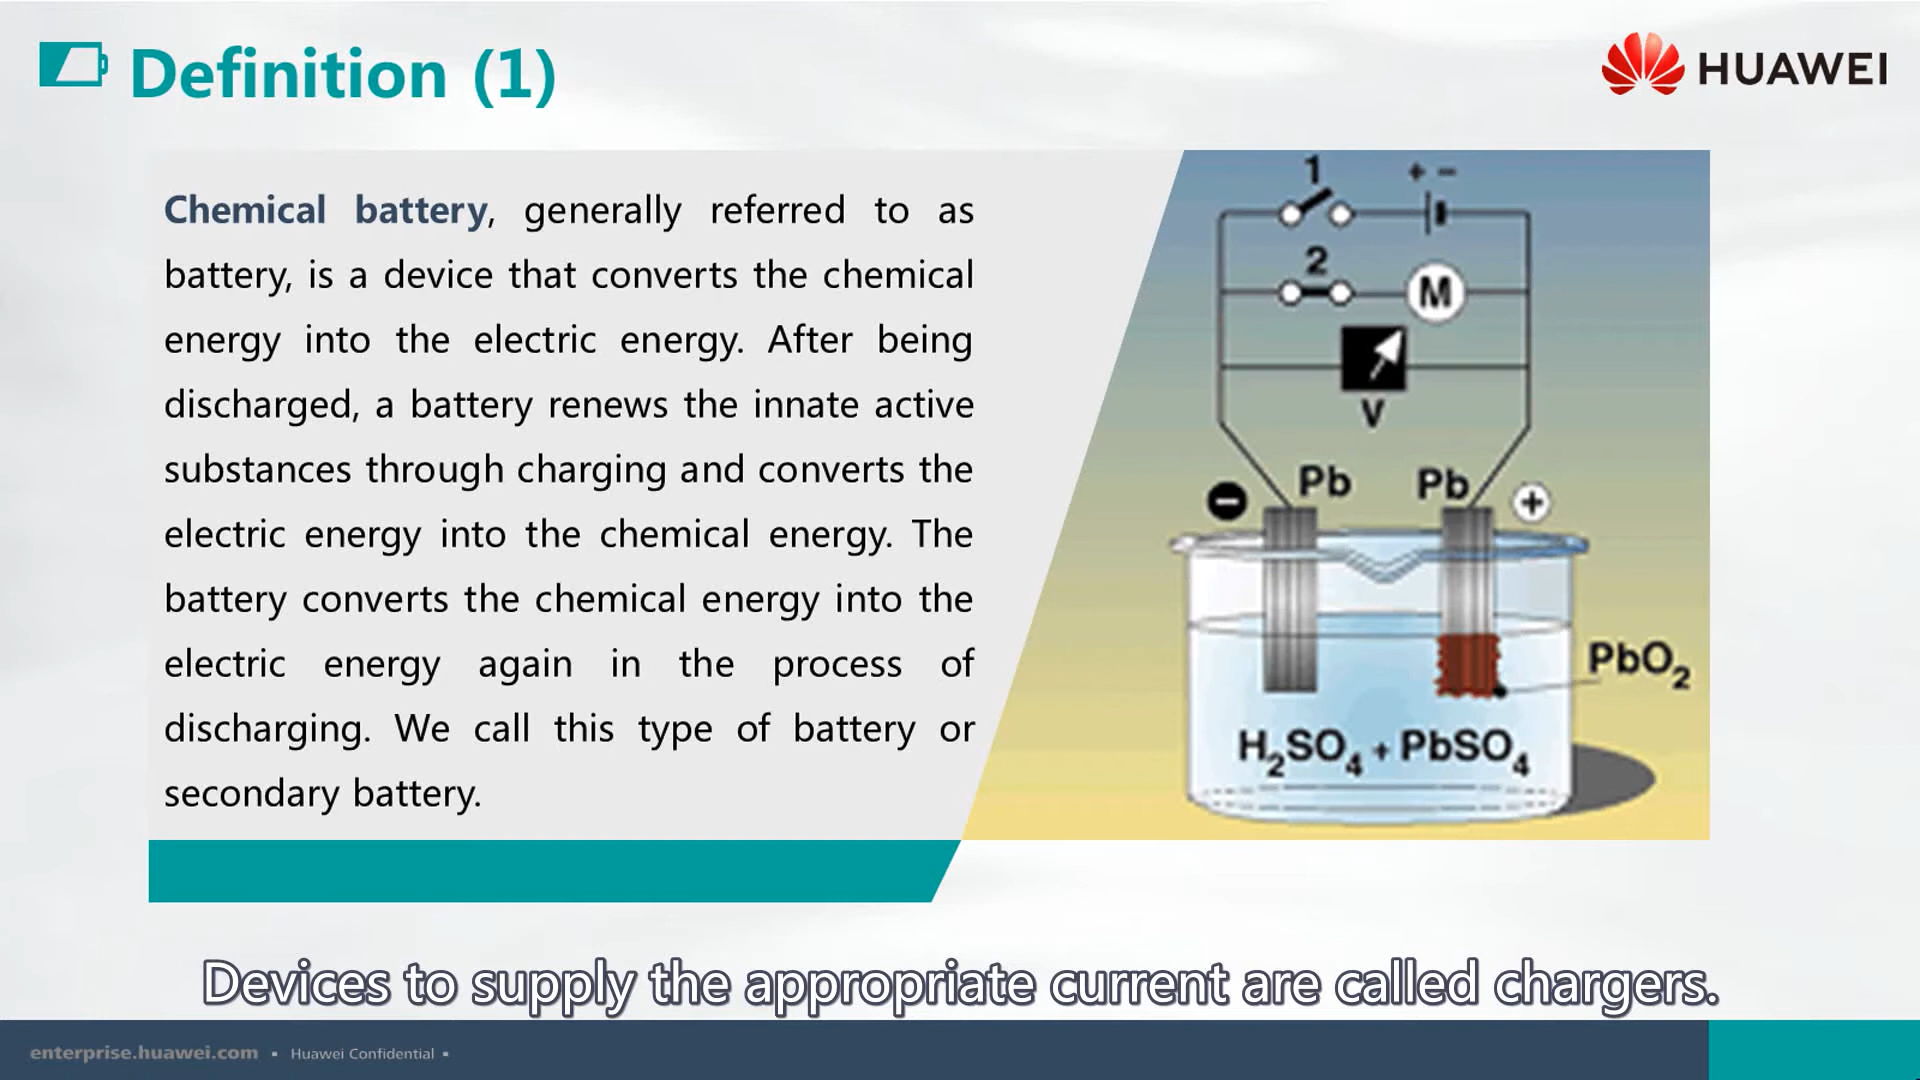 Definition (1)
HUAWEI
Chemical battery, generally referred to as
battery, is a device that converts the chemical
energy into the electric energy. After being
discharged, a battery renews the innate active
substances through charging and converts the
electric energy into the chemical energy. The
battery converts the chemical energy into the
electric energy again in the process of
discharging. We call this type of battery or
secondary battery.
1
+ −
2
M
V
Pb
Pb
−
+
PbO₂
H₂SO₄ + PbSO₄
Devices to supply the appropriate current are called chargers.
enterprise.huawei.com ▪ Huawei Confidential ▪